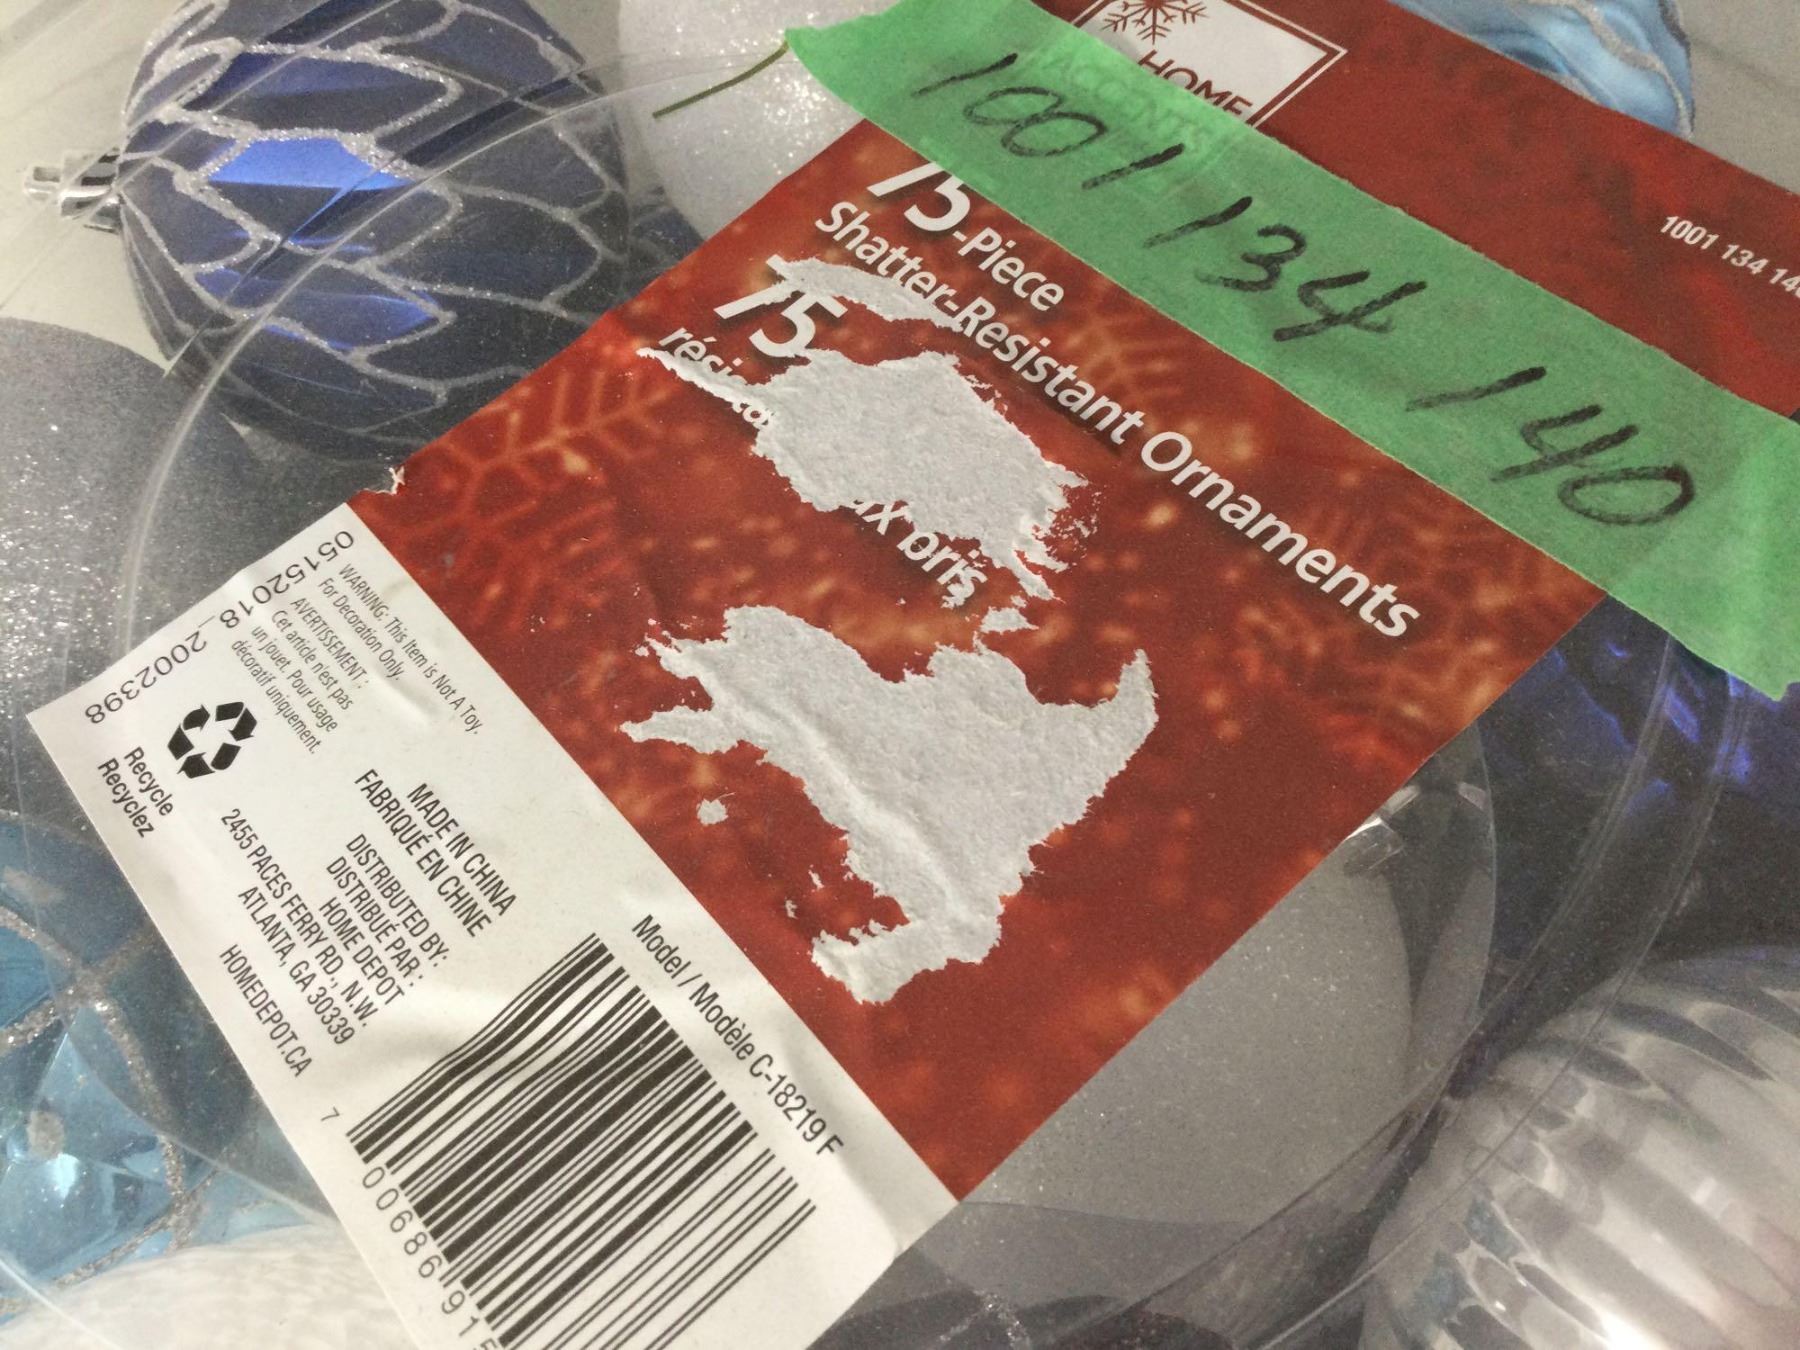 HOME
ACCENTS
1001 134 140
1001 134 14
75-Piece
Shatter-Resistant Ornaments
75
bris
05152018_2002398
WARNING: This Item is Not A Toy.
For Decoration Only.
AVERTISSEMENT :
Cet article n'est pas
un jouet. Pour usage
décoratif uniquement.
Recycle
Recyclez
MADE IN CHINA
FABRIQUÉ EN CHINE
DISTRIBUTED BY:
DISTRIBUÉ PAR :
HOME DEPOT
2455 PACES FERRY RD., N.W.
ATLANTA, GA 30339
HOMEDEPOT.CA
Model / Modèle C-18219 F
7 00686 91